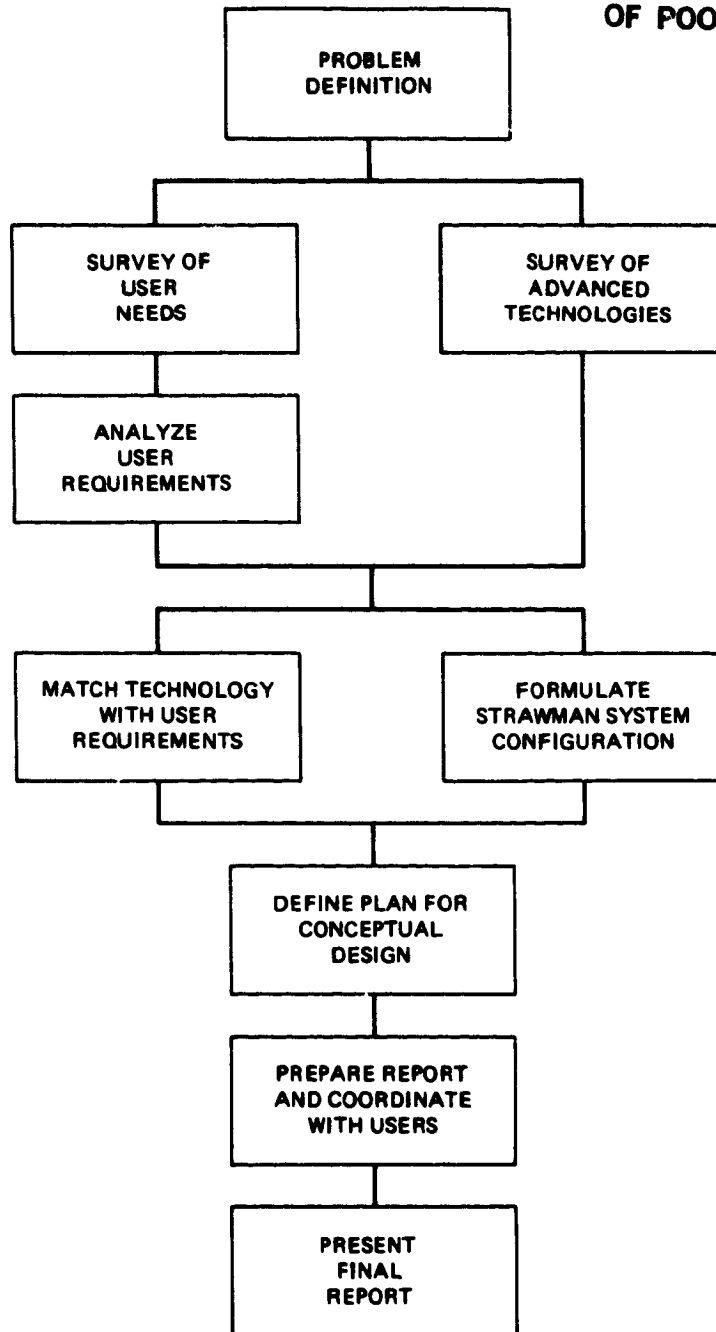 OF POO
PROBLEM
DEFINITION
SURVEY OF
USER
NEEDS
SURVEY OF
ADVANCED
TECHNOLOGIES
ANALYZE
USER
REQUIREMENTS
MATCH TECHNOLOGY
WITH USER
REQUIREMENTS
FORMULATE
STRAWMAN SYSTEM
CONFIGURATION
DEFINE PLAN FOR
CONCEPTUAL
DESIGN
PREPARE REPORT
AND COORDINATE
WITH USERS
PRESENT
FINAL
REPORT